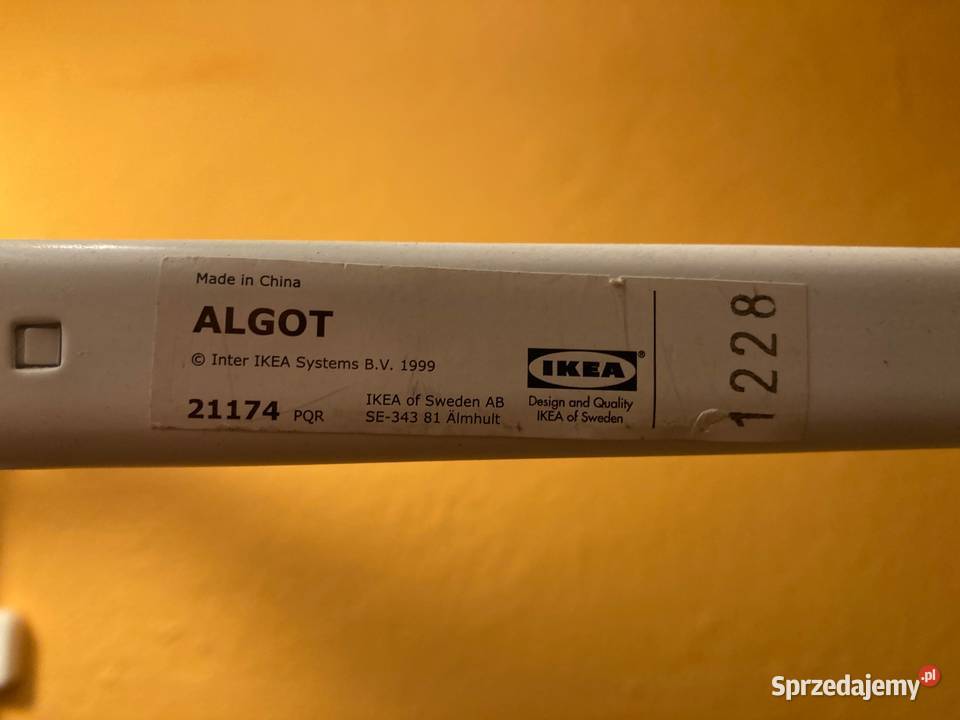 Made in China
ALGOT
© Inter IKEA Systems B.V. 1999
21174 PQR
IKEA of Sweden AB
SE-343 81 Älmhult
IKEA®
Design and Quality
IKEA of Sweden
1228
Sprzedajemy.pl